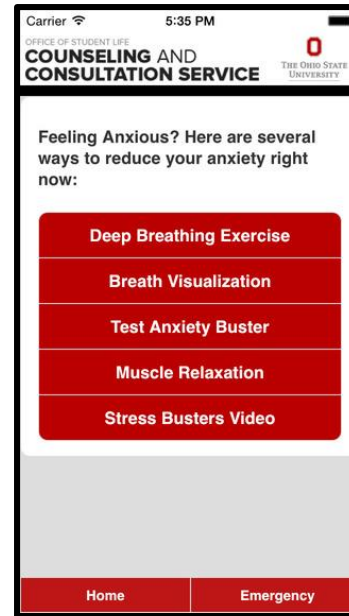 Carrier 5:35 PM
OFFICE OF STUDENT LIFE
COUNSELING AND
CONSULTATION SERVICE
THE OHIO STATE
UNIVERSITY
Feeling Anxious? Here are several
ways to reduce your anxiety right
now:
Deep Breathing Exercise
Breath Visualization
Test Anxiety Buster
Muscle Relaxation
Stress Busters Video
Home Emergency